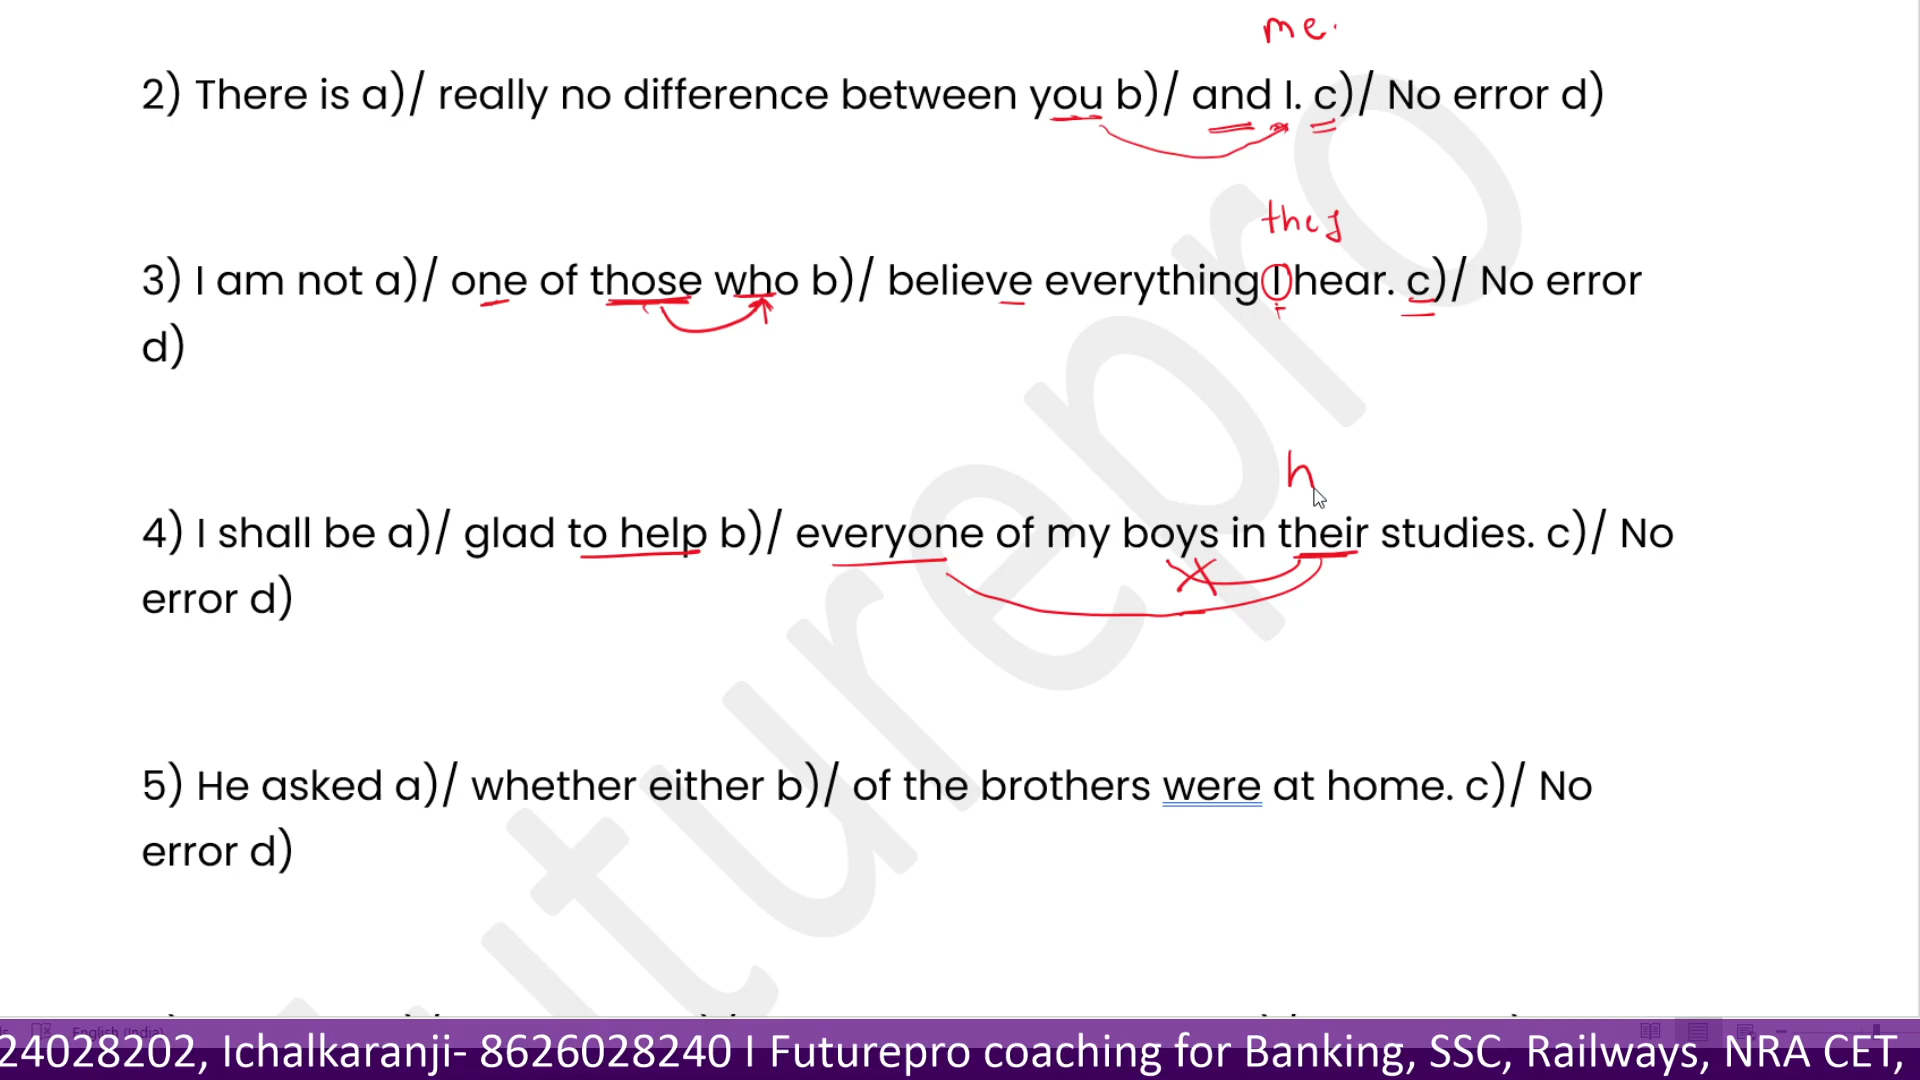 me.
2) There is a)/ really no difference between you b)/ and I. c)/ No error d)
they
3) I am not a)/ one of those who b)/ believe everything I hear. c)/ No error
d)
h
4) I shall be a)/ glad to help b)/ everyone of my boys in their studies. c)/ No
error d)
5) He asked a)/ whether either b)/ of the brothers were at home. c)/ No
error d)
futurepro
English (India)
24028202, Ichalkaranji- 8626028240 I Futurepro coaching for Banking, SSC, Railways, NRA CET,